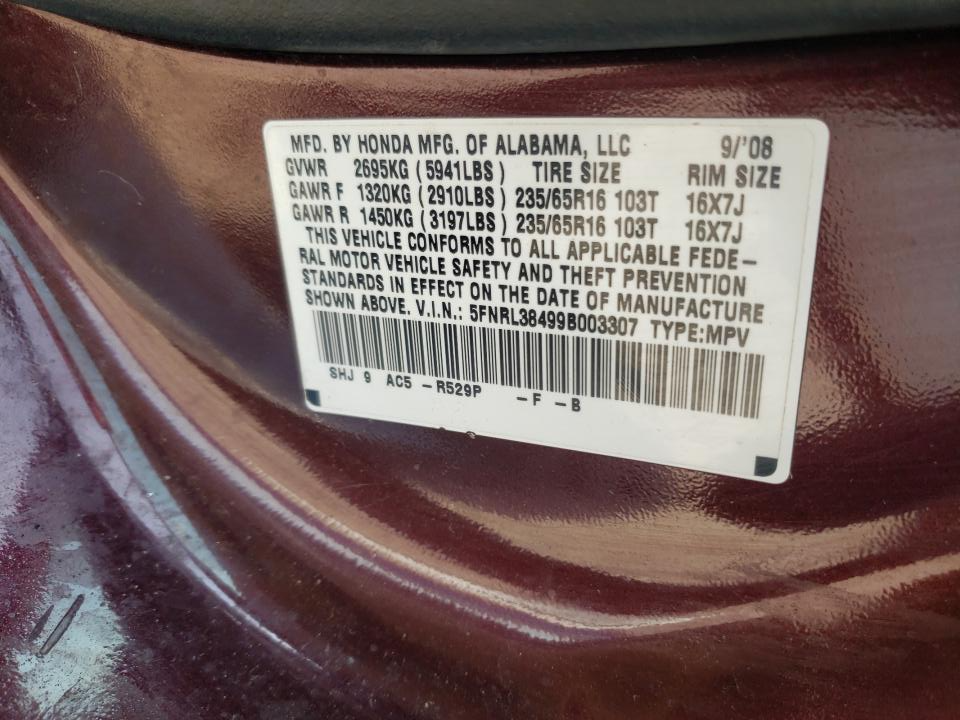 MFD. BY HONDA MFG. OF ALABAMA, LLC 9/'08
GVWR 2695KG ( 5941LBS ) TIRE SIZE RIM SIZE
GAWR F 1320KG ( 2910LBS ) 235/65R16 103T 16X7J
GAWR R 1450KG ( 3197LBS ) 235/65R16 103T 16X7J
THIS VEHICLE CONFORMS TO ALL APPLICABLE FEDE-
RAL MOTOR VEHICLE SAFETY AND THEFT PREVENTION
STANDARDS IN EFFECT ON THE DATE OF MANUFACTURE
SHOWN ABOVE. V.I.N.: 5FNRL38499B003307 TYPE:MPV
SHJ 9 AC5 -R529P -F -B